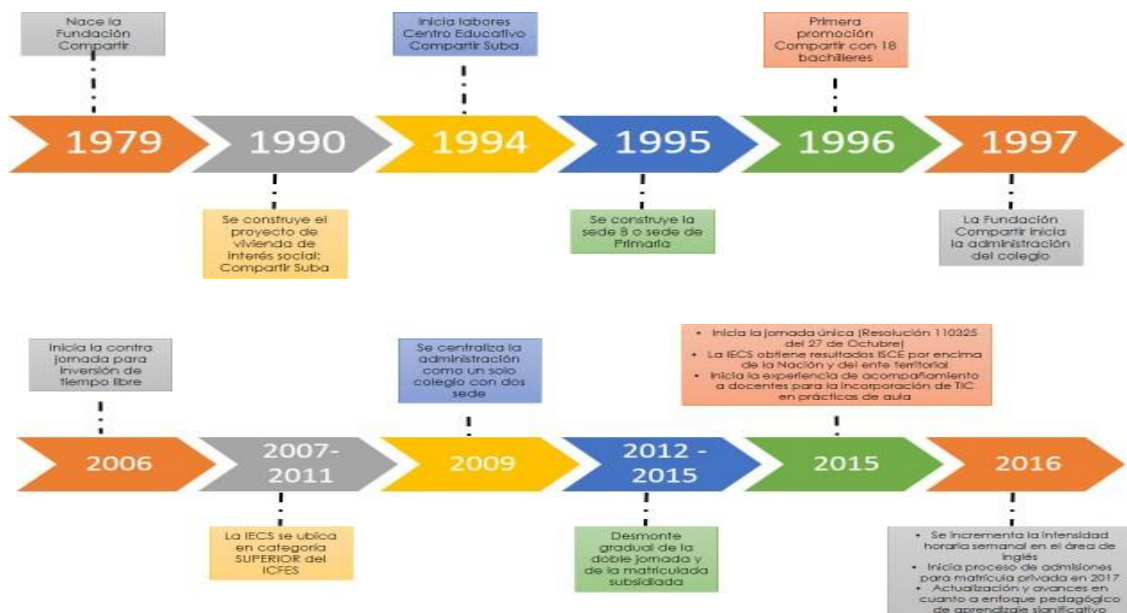 Nace la
Fundación
Compartir
Inicia labores
Centro Educativo
Compartir Suba
Primera
promoción
Compartir con 18
bachilleres
1979
1990
1994
1995
1996
1997
Se construye el
proyecto de
vivienda de
interés social:
Compartir Suba
Se construye la
sede B o sede de
Primaria
La Fundación
Compartir inicia
la administración
del colegio
Inicia la contra
jornada para
Inversión de
Tiempo libre
Se centraliza la
administración
como un solo
colegio con dos
sede
• Inicia la jornada única (Resolución 110325
del 27 de Octubre)
• La IECS obtiene resultados ISCE por encima
de la Nación y del ente territorial
• Inicia la experiencia de acompañamiento
a docentes para la incorporación de TIC
en prácticas de aula
2006
2007-
2011
2009
2012 -
2015
2015
2016
La IECS se ubica
en categoría
SUPERIOR del
ICFES
Desmonte
gradual de la
doble jornada y
de la matriculada
subsidiada
• Se incrementa la intensidad
horaria semanal en el área de
inglés
• Inicia proceso de admisiones
para matrícula privada en 2017
• Actualización y avances en
cuanto a enfoque pedagógico
de aprendizaje significativo